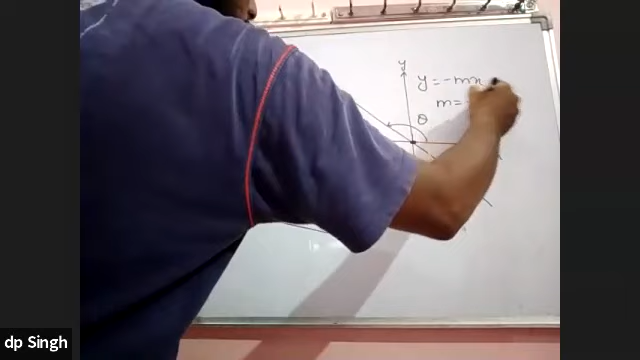 y
y = -mx
m =
θ
dp Singh